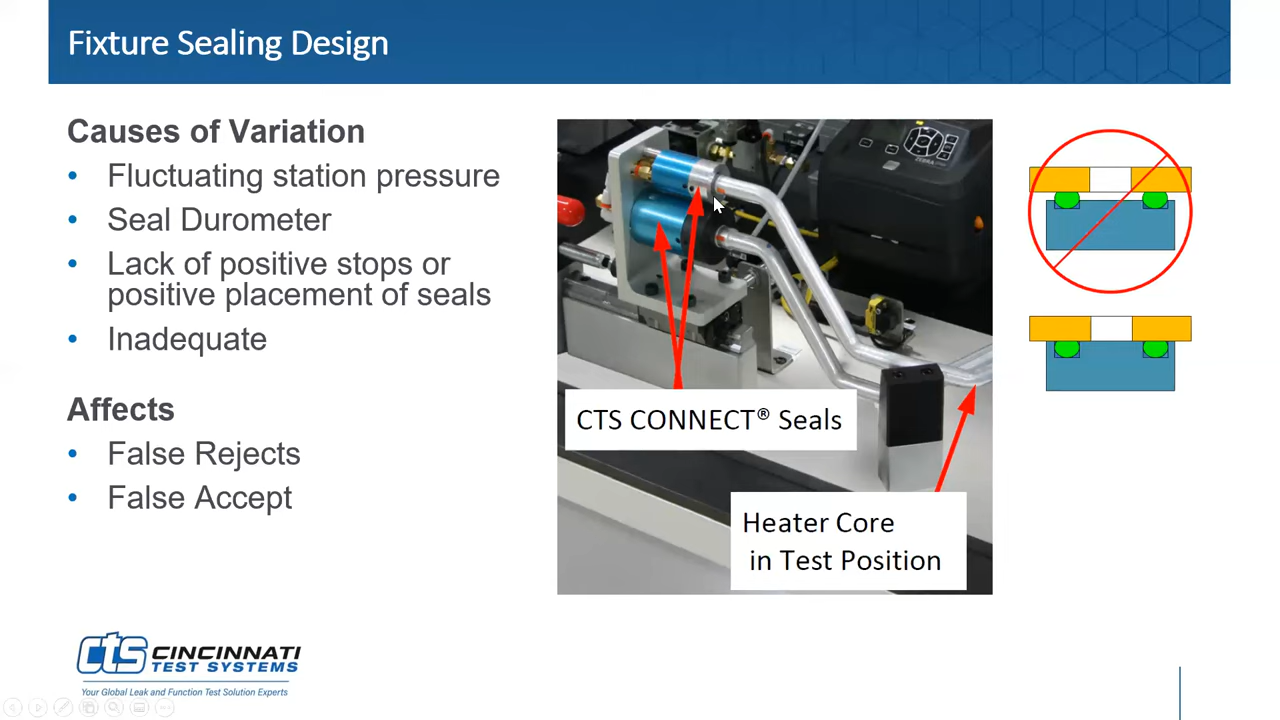 Fixture Sealing Design
Causes of Variation
• Fluctuating station pressure
• Seal Durometer
• Lack of positive stops or
positive placement of seals
• Inadequate
Affects
• False Rejects
• False Accept
ZEBRA
CTS CONNECT® Seals
Heater Core
in Test Position
cts CINCINNATI
TEST SYSTEMS
Your Global Leak and Function Test Solution Experts